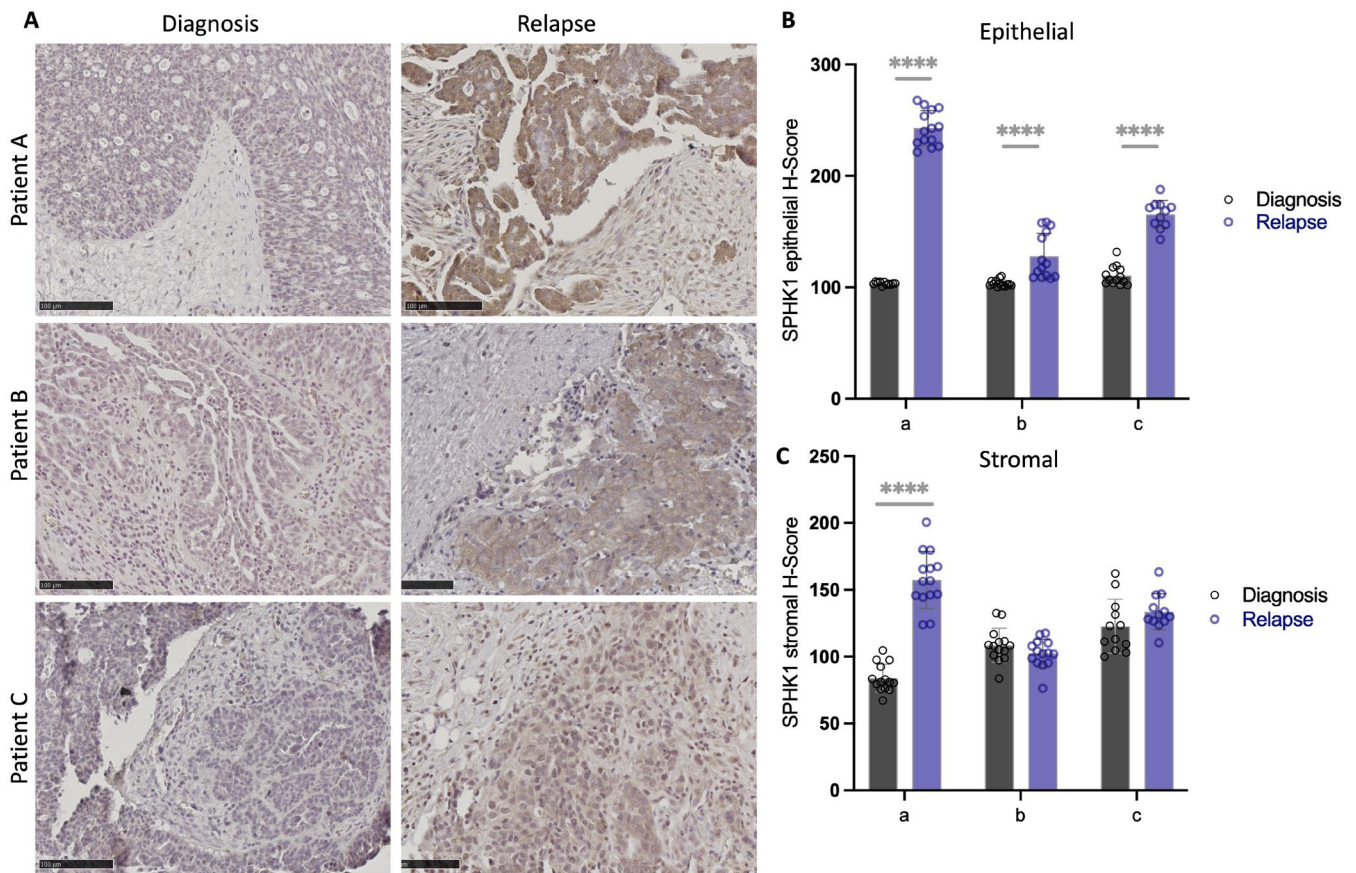 A
Diagnosis
Relapse
Patient A
100 µm
100 µm
Patient B
100 µm
Patient C
100 µm
B
Epithelial
SPHK1 epithelial H-Score
300
200
100
0
****
****
****
a
b
c
Diagnosis
Relapse
C
Stromal
SPHK1 stromal H-Score
250
200
150
100
50
0
****
a
b
c
Diagnosis
Relapse